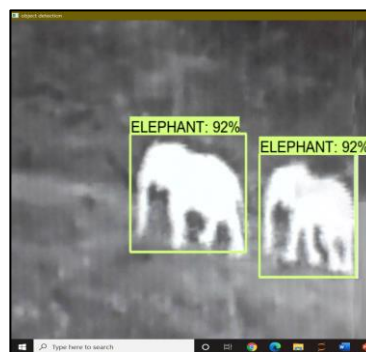 object detection
ELEPHANT: 92%
ELEPHANT: 92%
Type here to search